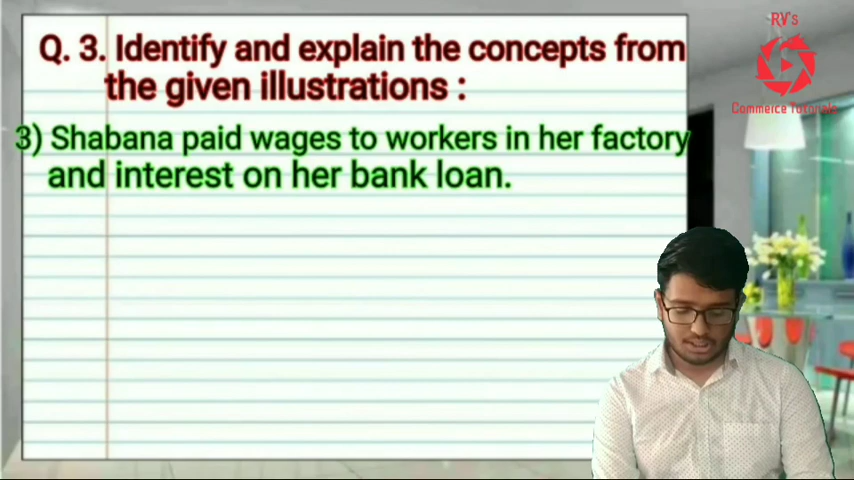 RV's
Commerce Tutorials
Q. 3. Identify and explain the concepts from
the given illustrations :
3) Shabana paid wages to workers in her factory
and interest on her bank loan.